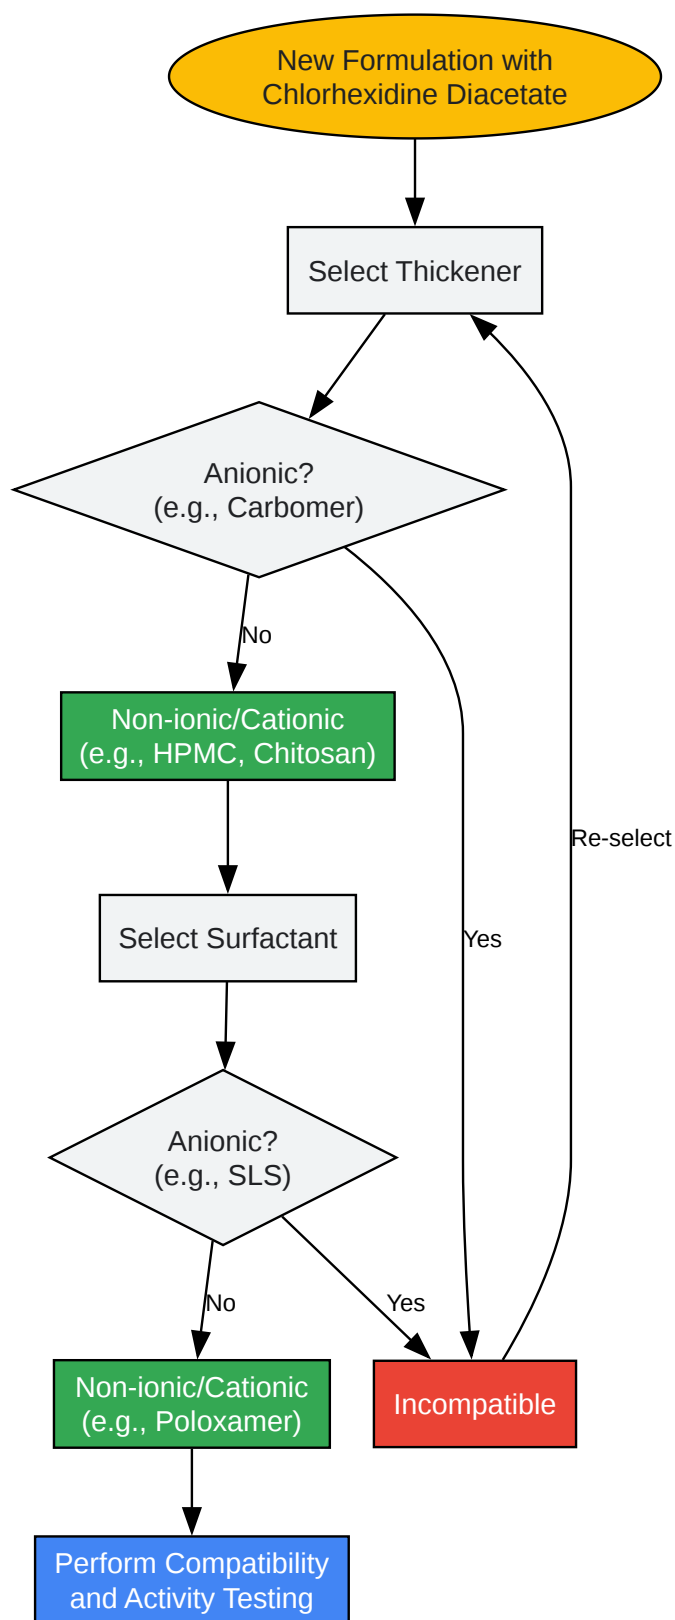 New Formulation with
Chlorhexidine Diacetate
Select Thickener
Anionic?
(e.g., Carbomer)
No
Non-ionic/Cationic
(e.g., HPMC, Chitosan)
Re-select
Select Surfactant
Yes
Anionic?
(e.g., SLS)
No
Yes
Non-ionic/Cationic
(e.g., Poloxamer)
Incompatible
Perform Compatibility
and Activity Testing